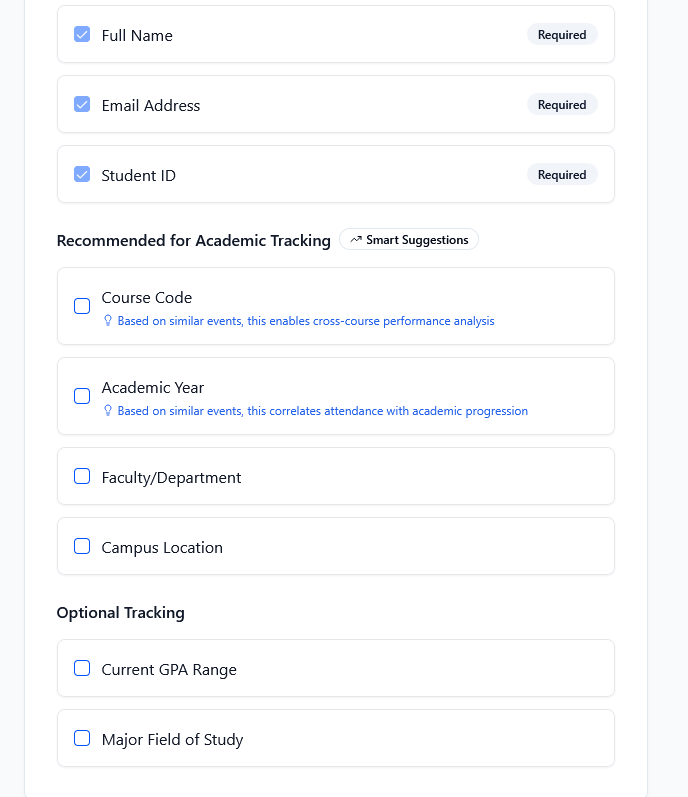 Full Name
Required
Email Address
Required
Student ID
Required
Recommended for Academic Tracking
Smart Suggestions
Course Code
Based on similar events, this enables cross-course performance analysis
Academic Year
Based on similar events, this correlates attendance with academic progression
Faculty/Department
Campus Location
Optional Tracking
Current GPA Range
Major Field of Study